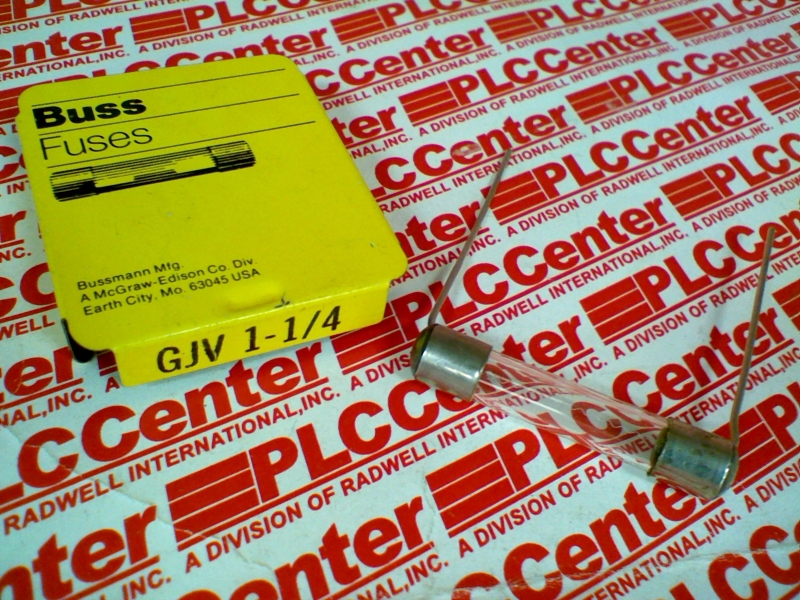 Buss
Fuses
Bussmann Mfg.
A McGraw-Edison Co. Div.
Earth City, Mo. 63045 USA
GJV 1-1/4
PLCCenter
A DIVISION OF RADWELL INTERNATIONAL,INC.